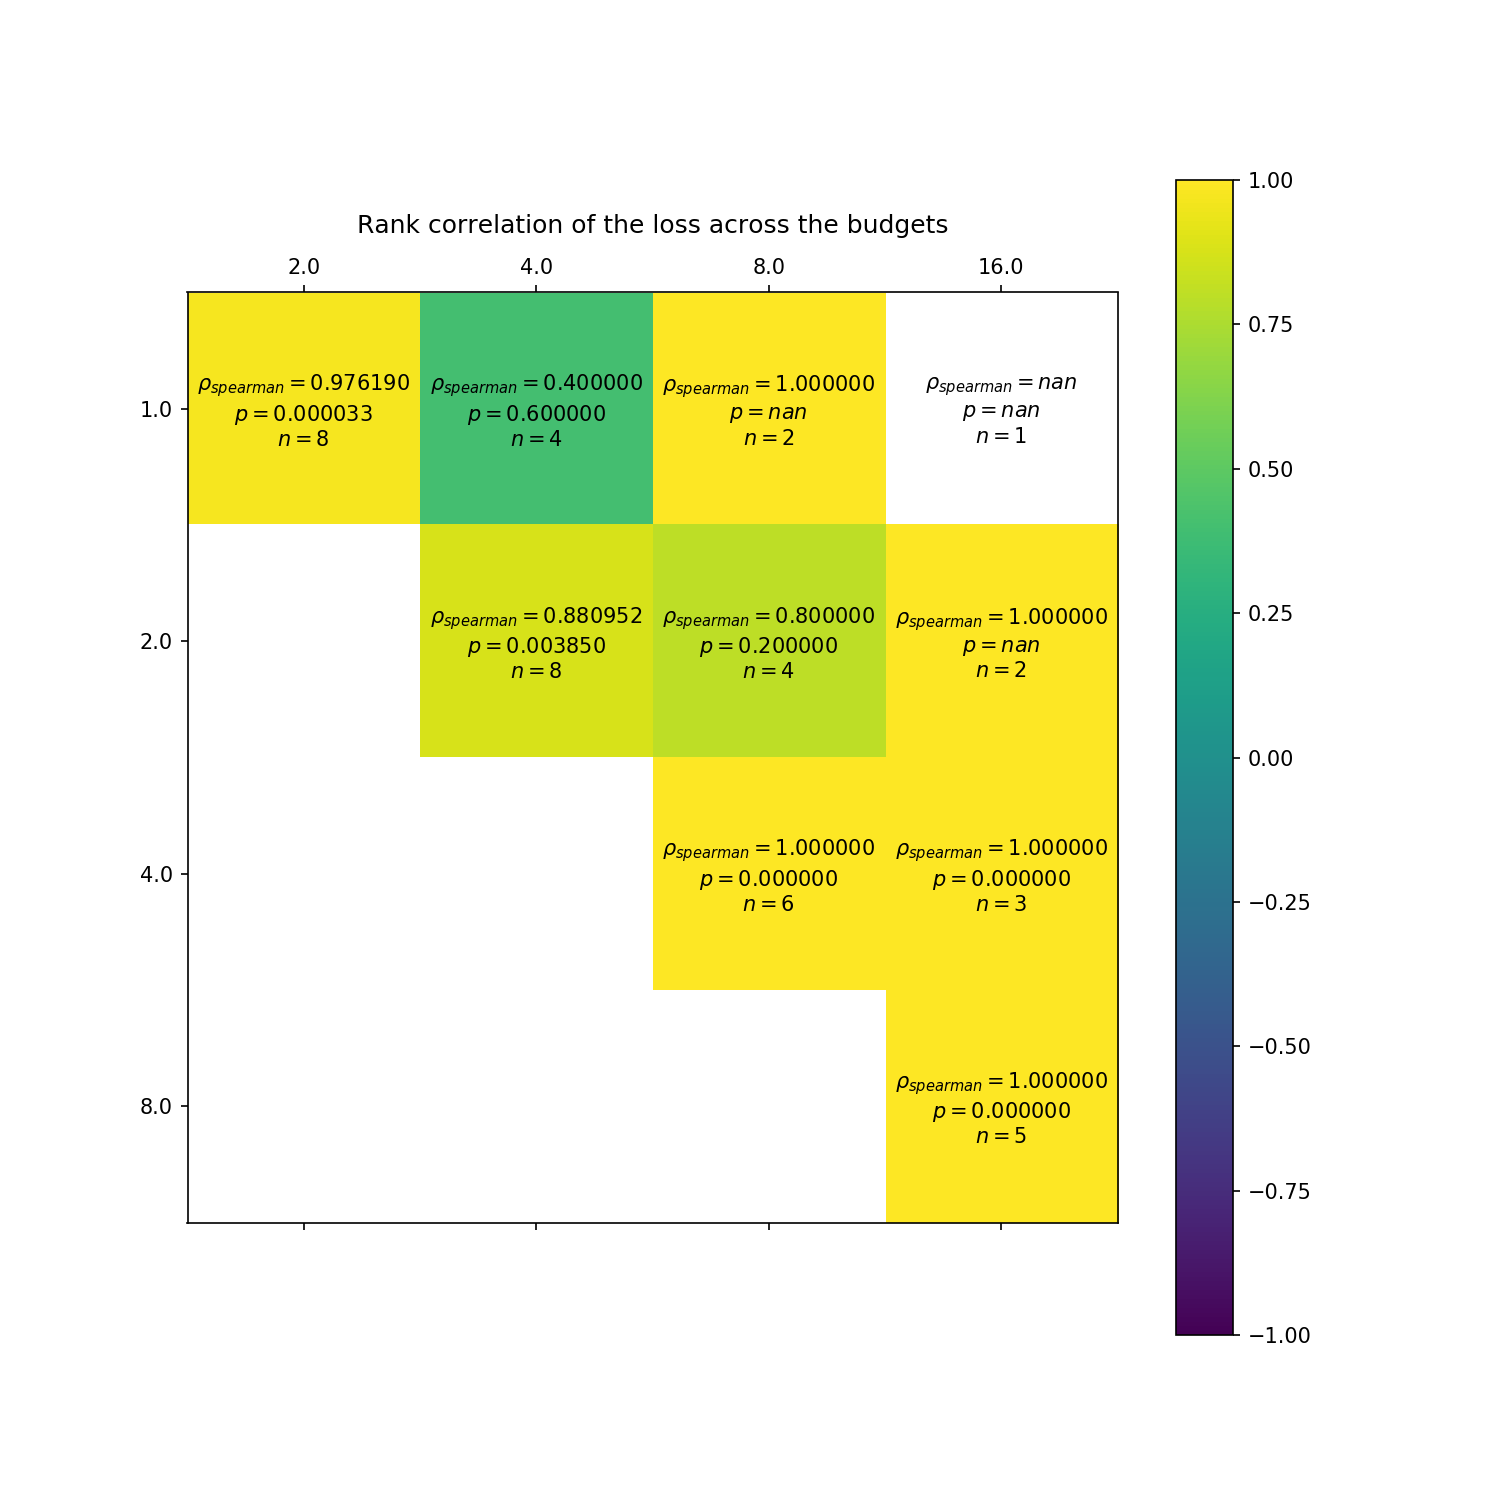 Rank correlation of the loss across the budgets
2.0 4.0 8.0 16.0
1.0
ρspearman = 0.976190
p = 0.000033
n = 8
ρspearman = 0.400000
p = 0.600000
n = 4
ρspearman = 1.000000
p = nan
n = 2
ρspearman = nan
p = nan
n = 1
2.0
ρspearman = 0.880952
p = 0.003850
n = 8
ρspearman = 0.800000
p = 0.200000
n = 4
ρspearman = 1.000000
p = nan
n = 2
4.0
ρspearman = 1.000000
p = 0.000000
n = 6
ρspearman = 1.000000
p = 0.000000
n = 3
8.0
ρspearman = 1.000000
p = 0.000000
n = 5
1.00
0.75
0.50
0.25
0.00
−0.25
−0.50
−0.75
−1.00